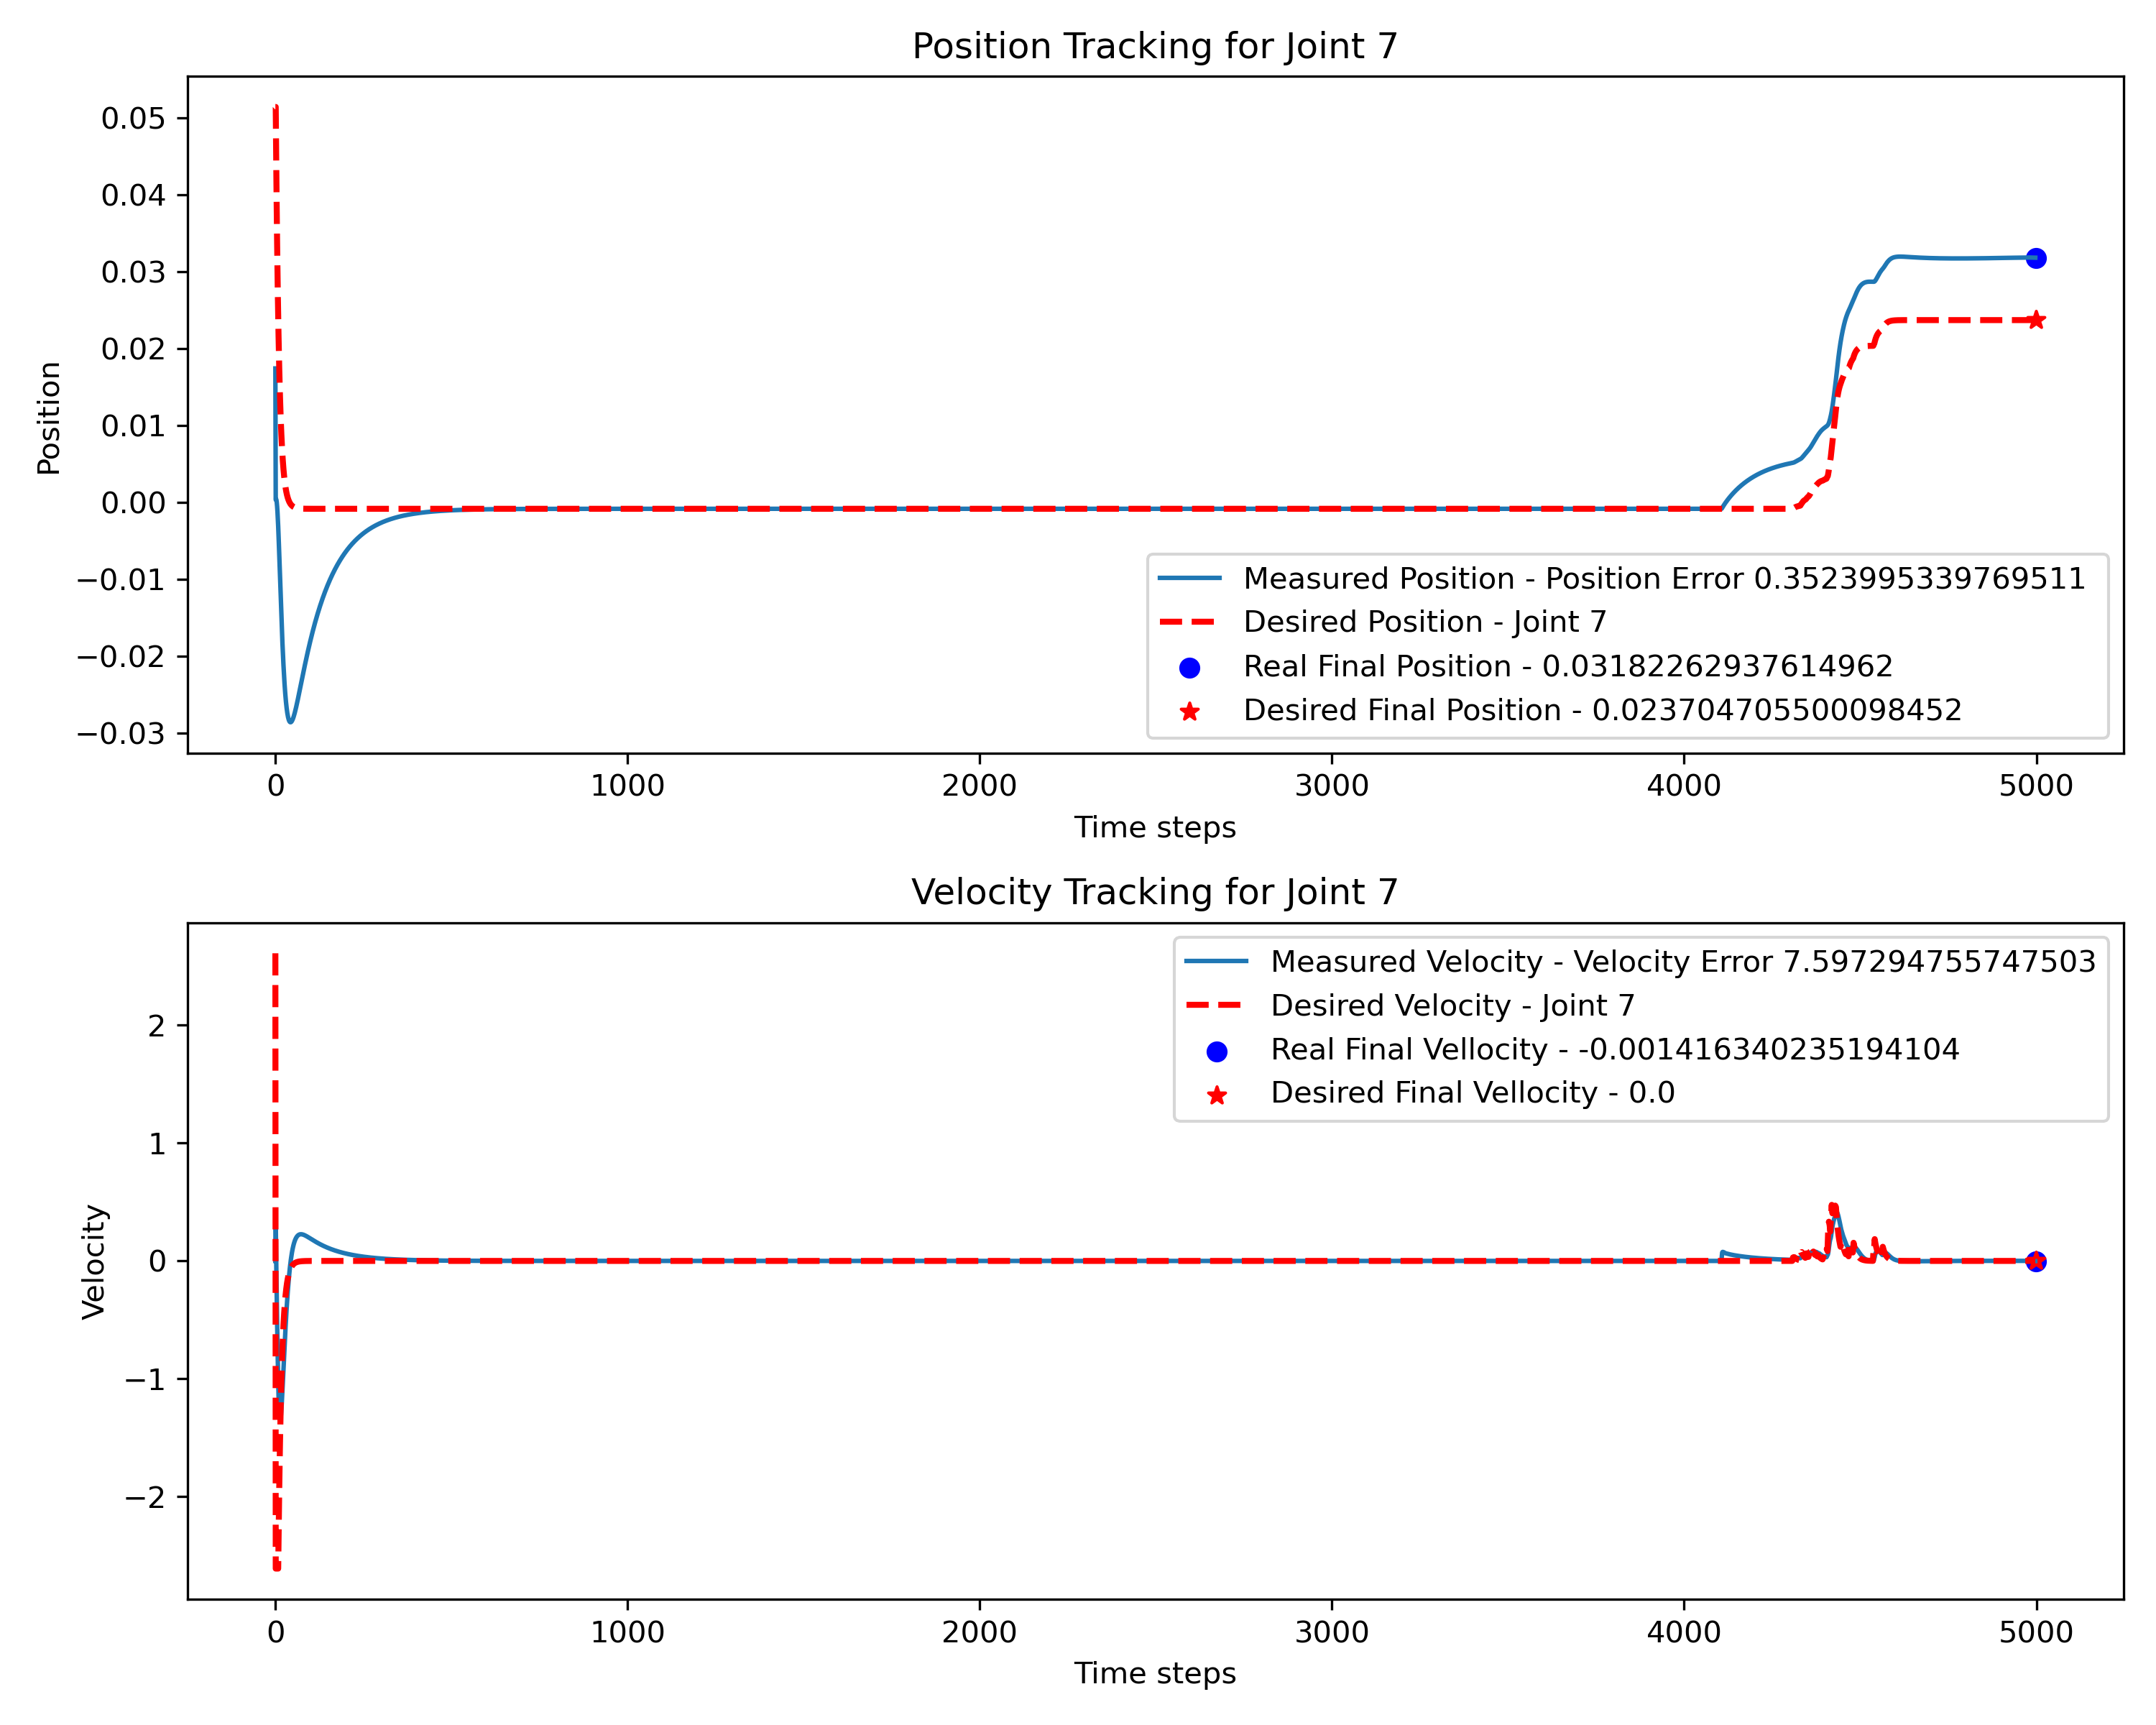 Position Tracking for Joint 7
0.05
0.04
0.03
0.02
0.01
0.00
−0.01
−0.02
−0.03
Position
Measured Position - Position Error 0.3523995339769511
Desired Position - Joint 7
Real Final Position - 0.03182262937614962
Desired Final Position - 0.023704705500098452
0 1000 2000 3000 4000 5000
Time steps
Velocity Tracking for Joint 7
2
1
0
−1
−2
Velocity
Measured Velocity - Velocity Error 7.597294755747503
Desired Velocity - Joint 7
Real Final Vellocity - -0.001416340235194104
Desired Final Vellocity - 0.0
0 1000 2000 3000 4000 5000
Time steps